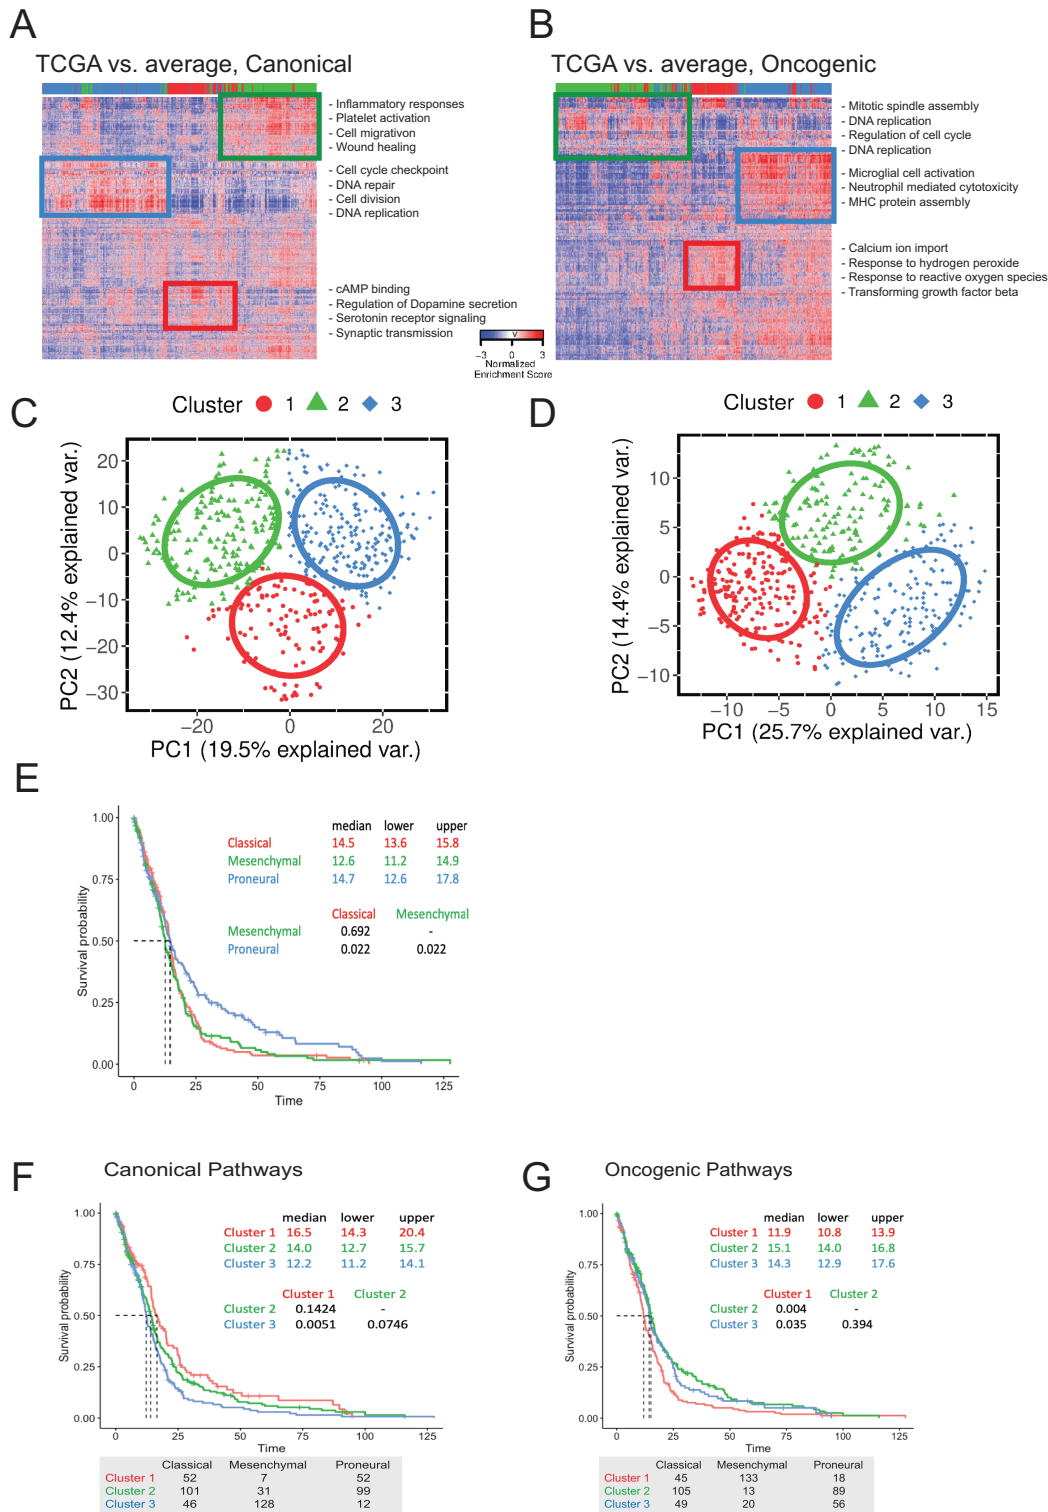 A
TCGA vs. average, Canonical
- Inflammatory responses
- Platelet activation
- Cell migrativon
- Wound healing
- Cell cycle checkpoint
- DNA repair
- Cell division
- DNA replication
- cAMP binding
- Regulation of Dopamine secretion
- Serotonin receptor signaling
- Synaptic transmission
V
−3 0 3
Normalized
Enrichment Score
B
TCGA vs. average, Oncogenic
- Mitotic spindle assembly
- DNA replication
- Regulation of cell cycle
- DNA replication
- Microglial cell activation
- Neutrophil mediated cytotoxicity
- MHC protein assembly
- Calcium ion import
- Response to hydrogen peroxide
- Response to reactive oxygen species
- Transforming growth factor beta
C
Cluster 1 2 3
PC2 (12.4% explained var.)
20
10
0
−10
−20
−30
−20 0 20
PC1 (19.5% explained var.)
D
Cluster 1 2 3
PC2 (14.4% explained var.)
10
5
0
−5
−10
−10 −5 0 5 10 15
PC1 (25.7% explained var.)
E
Survival probability
1.00
0.75
0.50
0.25
0.00
0 25 50 75 100 125
Time
median lower upper
Classical 14.5 13.6 15.8
Mesenchymal 12.6 11.2 14.9
Proneural 14.7 12.6 17.8
Classical Mesenchymal
Mesenchymal 0.692 -
Proneural 0.022 0.022
F
Canonical Pathways
Survival probability
1.00
0.75
0.50
0.25
0.00
0 25 50 75 100 125
Time
median lower upper
Cluster 1 16.5 14.3 20.4
Cluster 2 14.0 12.7 15.7
Cluster 3 12.2 11.2 14.1
Cluster 1 Cluster 2
Cluster 2 0.1424 -
Cluster 3 0.0051 0.0746
Classical Mesenchymal Proneural
Cluster 1 52 7 52
Cluster 2 101 31 99
Cluster 3 46 128 12
G
Oncogenic Pathways
Survival probability
1.00
0.75
0.50
0.25
0.00
0 25 50 75 100 125
Time
median lower upper
Cluster 1 11.9 10.8 13.9
Cluster 2 15.1 14.0 16.8
Cluster 3 14.3 12.9 17.6
Cluster 1 Cluster 2
Cluster 2 0.004 -
Cluster 3 0.035 0.394
Classical Mesenchymal Proneural
Cluster 1 45 133 18
Cluster 2 105 13 89
Cluster 3 49 20 56